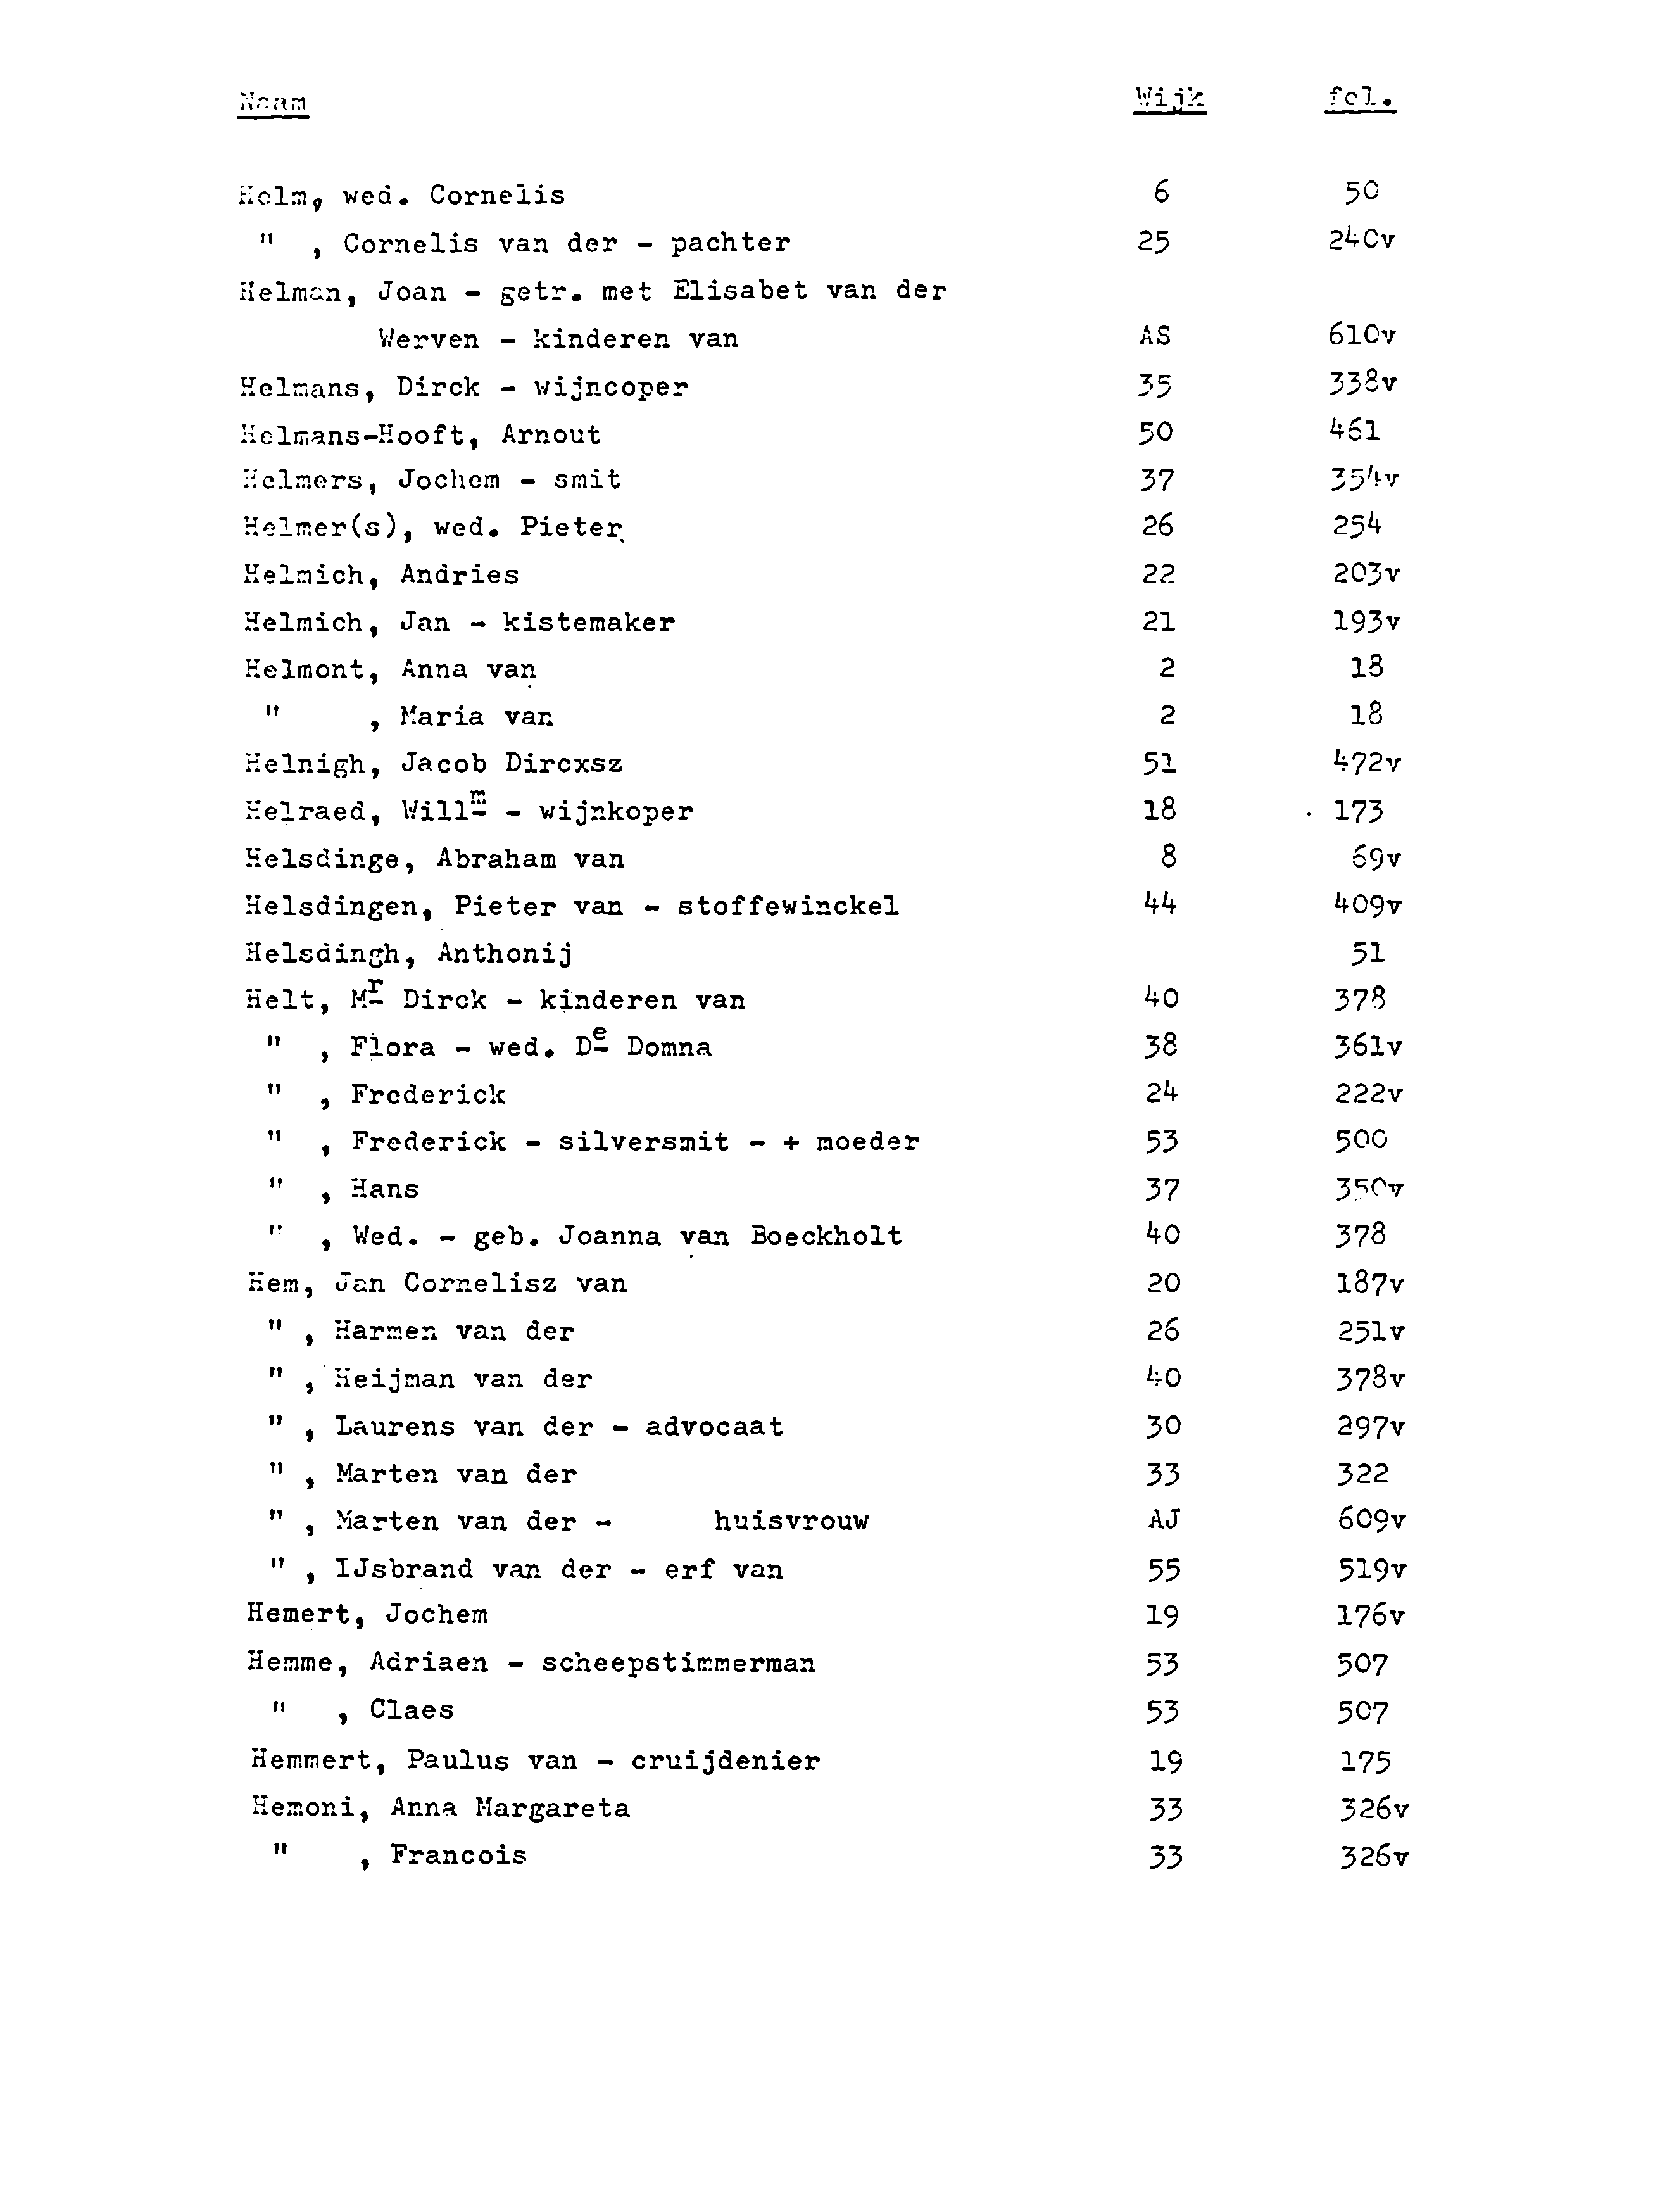 Naam Wijk fol.
Helm, wed. Cornelis 6 50
" , Cornelis van der - pachter 25 240v
Helman, Joan - getr. met Elisabet van der
Werven - kinderen van AS 610v
Helmans, Dirck - wijncoper 35 338v
Helmans-Hooft, Arnout 50 461
Helmers, Jochem - smit 37 354v
Helmer(s), wed. Pieter 26 254
Helmich, Andries 22 203v
Helmich, Jan - kistemaker 21 193v
Helmont, Anna van 2 18
" , Maria van 2 18
Helnigh, Jacob Dircxsz 51 472v
Helraed, Willm - wijnkoper 18 173
Helsdinge, Abraham van 8 69v
Helsdingen, Pieter van - stoffewinckel 44 409v
Helsdingh, Anthonij 51
Helt, Mr Dirck - kinderen van 40 378
" , Flora - wed. De Domna 38 361v
" , Frederick 24 222v
" , Frederick - silversmit - + moeder 53 500
" , Hans 37 350v
" , Wed. - geb. Joanna van Boeckholt 40 378
Hem, Jan Cornelisz van 20 187v
" , Harmen van der 26 251v
" , Heijman van der 40 378v
" , Laurens van der - advocaat 30 297v
" , Marten van der 33 322
" , Marten van der - huisvrouw AJ 609v
" , IJsbrand van der - erf van 55 519v
Hemert, Jochem 19 176v
Hemme, Adriaen - scheepstimmerman 53 507
" , Claes 53 507
Hemmert, Paulus van - cruijdenier 19 175
Hemoni, Anna Margareta 33 326v
" , Francois 33 326v